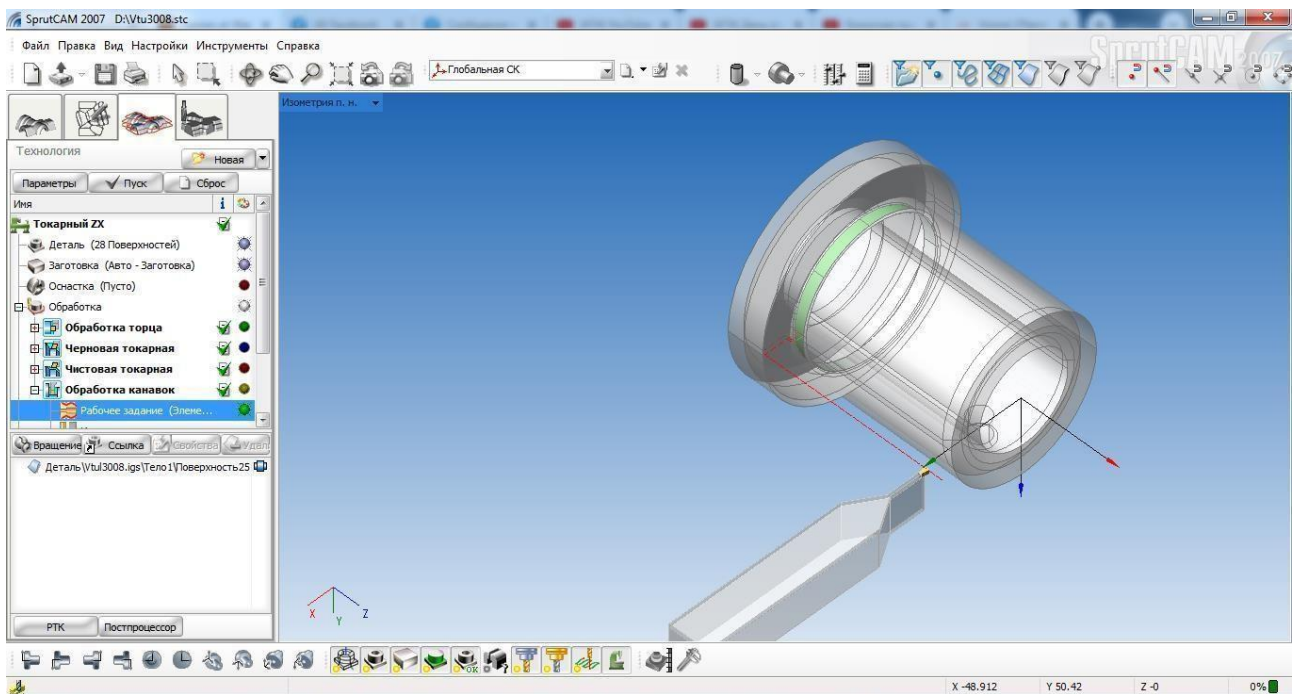 SprutCAM 2007 D:\Vtu3008.stc
Файл Правка Вид Настройки Инструменты Справка
SprutCAM 2007
Глобальная СК
Изометрия п. н.
Технология
Новая
Параметры Пуск Сброс
Имя
Токарный ZX
Деталь (28 Поверхностей)
Заготовка (Авто - Заготовка)
Оснастка (Пусто)
Обработка
Обработка торца
Черновая токарная
Чистовая токарная
Обработка канавок
Рабочее задание (Элеме...
Вращение Ссылка Свойства Удал
Деталь\Vtul3008.igs\Тело1\Поверхность25
X Y Z
РТК Постпроцессор
X -48.912 Y 50.42 Z -0 0%